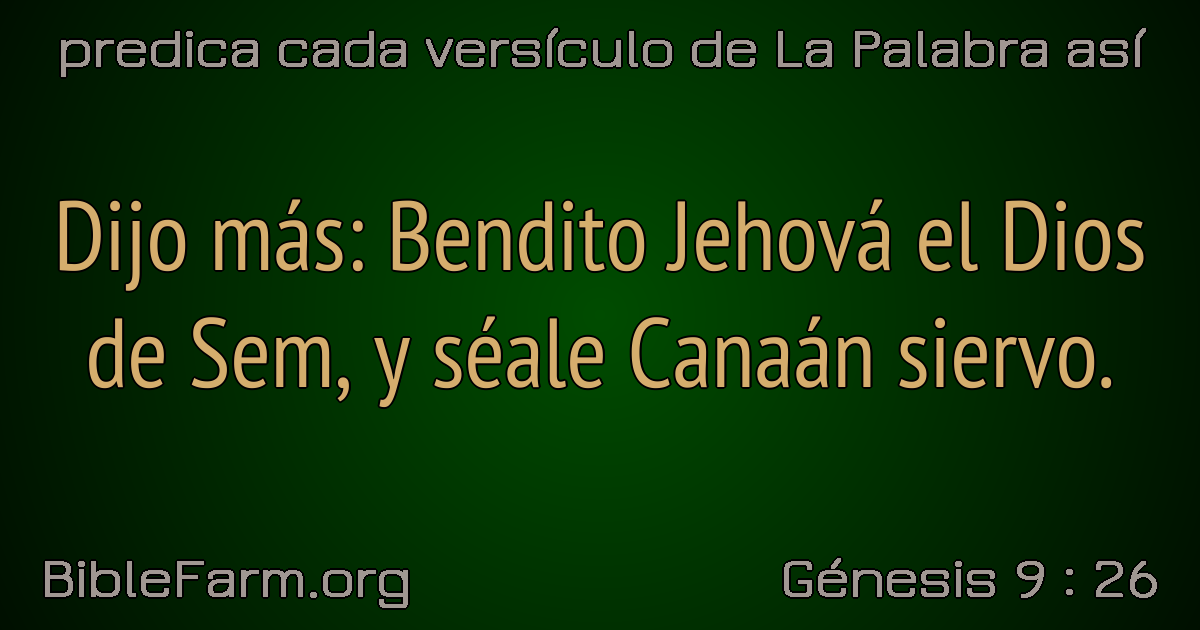 predica cada versículo de La Palabra así
Dijo más: Bendito Jehová el Dios
de Sem, y séale Canaán siervo.
BibleFarm.org
Génesis 9 : 26